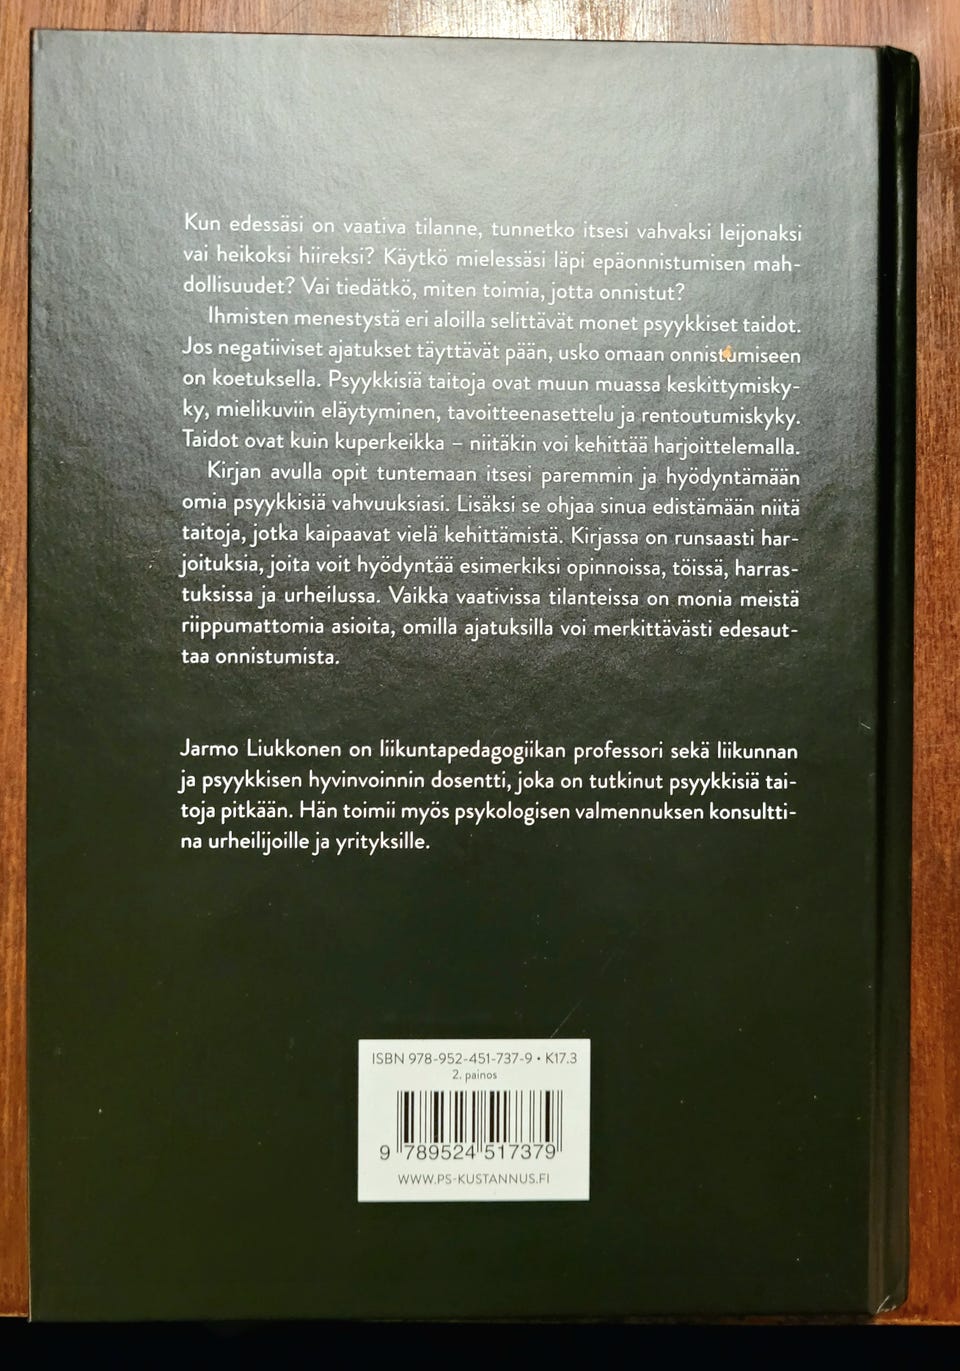 Kun edessäsi on vaativa tilanne, tunnetko itsesi vahvaksi leijonaksi
vai heikoksi hiireksi? Käytkö mielessäsi läpi epäonnistumisen mah-
dollisuudet? Vai tiedätkö, miten toimia, jotta onnistut?
Ihmisten menestystä eri aloilla selittävät monet psyykkiset taidot.
Jos negatiiviset ajatukset täyttävät pään, usko omaan onnistumiseen
on koetuksella. Psyykkisiä taitoja ovat muun muassa keskittymisky-
ky, mielikuviin eläytyminen, tavoitteenasettelu ja rentoutumiskyky.
Taidot ovat kuin kuperkeikka – niitäkin voi kehittää harjoittelemalla.
Kirjan avulla opit tuntemaan itsesi paremmin ja hyödyntämään
omia psyykkisiä vahvuuksiasi. Lisäksi se ohjaa sinua edistämään niitä
taitoja, jotka kaipaavat vielä kehittämistä. Kirjassa on runsaasti har-
joituksia, joita voit hyödyntää esimerkiksi opinnoissa, töissä, harras-
tuksissa ja urheilussa. Vaikka vaativissa tilanteissa on monia meistä
riippumattomia asioita, omilla ajatuksilla voi merkittävästi edesaut-
taa onnistumista.
Jarmo Liukkonen on liikuntapedagogiikan professori sekä liikunnan
ja psyykkisen hyvinvoinnin dosentti, joka on tutkinut psyykkisiä tai-
toja pitkään. Hän toimii myös psykologisen valmennuksen konsultti-
na urheilijoille ja yrityksille.
ISBN 978-952-451-737-9 • K17.3
2. painos
9 789524 517379
WWW.PS-KUSTANNUS.FI